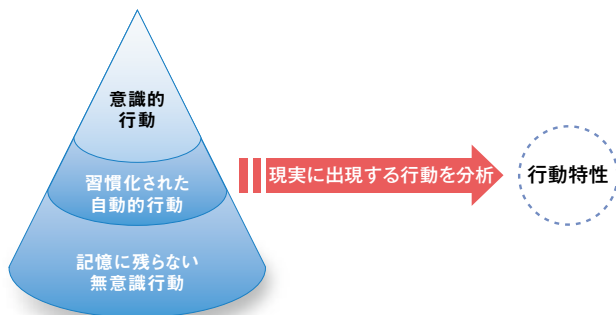 意識的
行動
習慣化された
自動的行動
記憶に残らない
無意識行動
現実に出現する行動を分析
行動特性